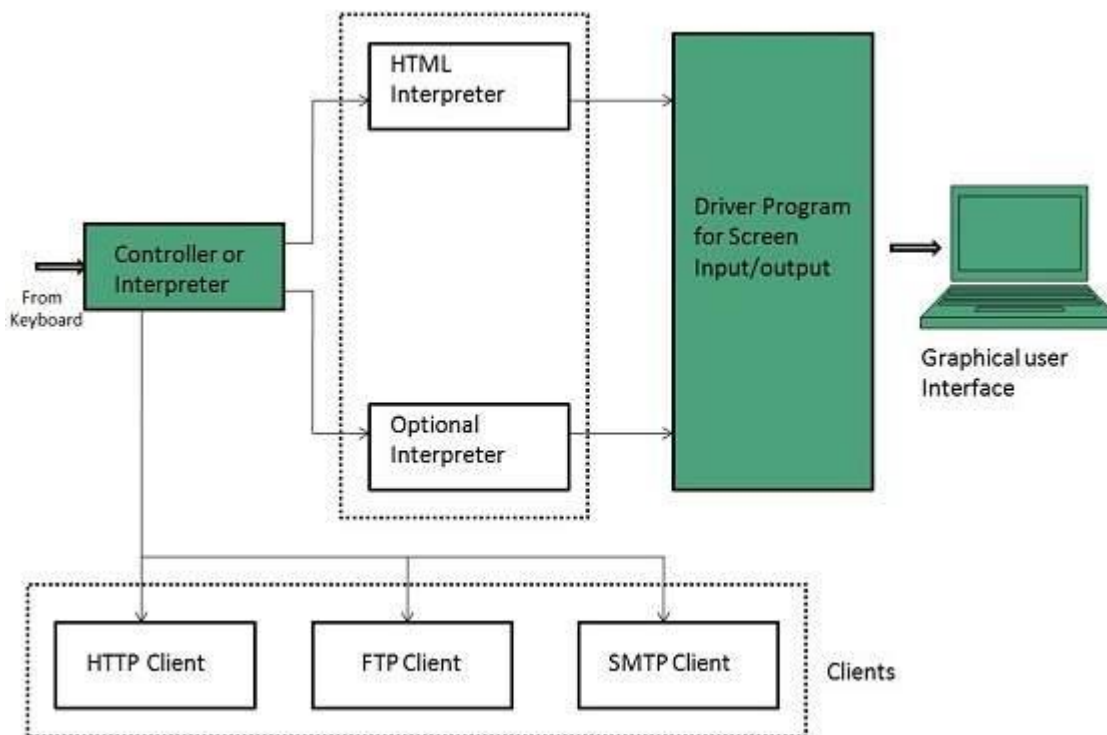 HTML
Interpreter
Controller or
Interpreter
From
Keyboard
Driver Program
for Screen
Input/output
Graphical user
Interface
Optional
Interpreter
HTTP Client
FTP Client
SMTP Client
Clients